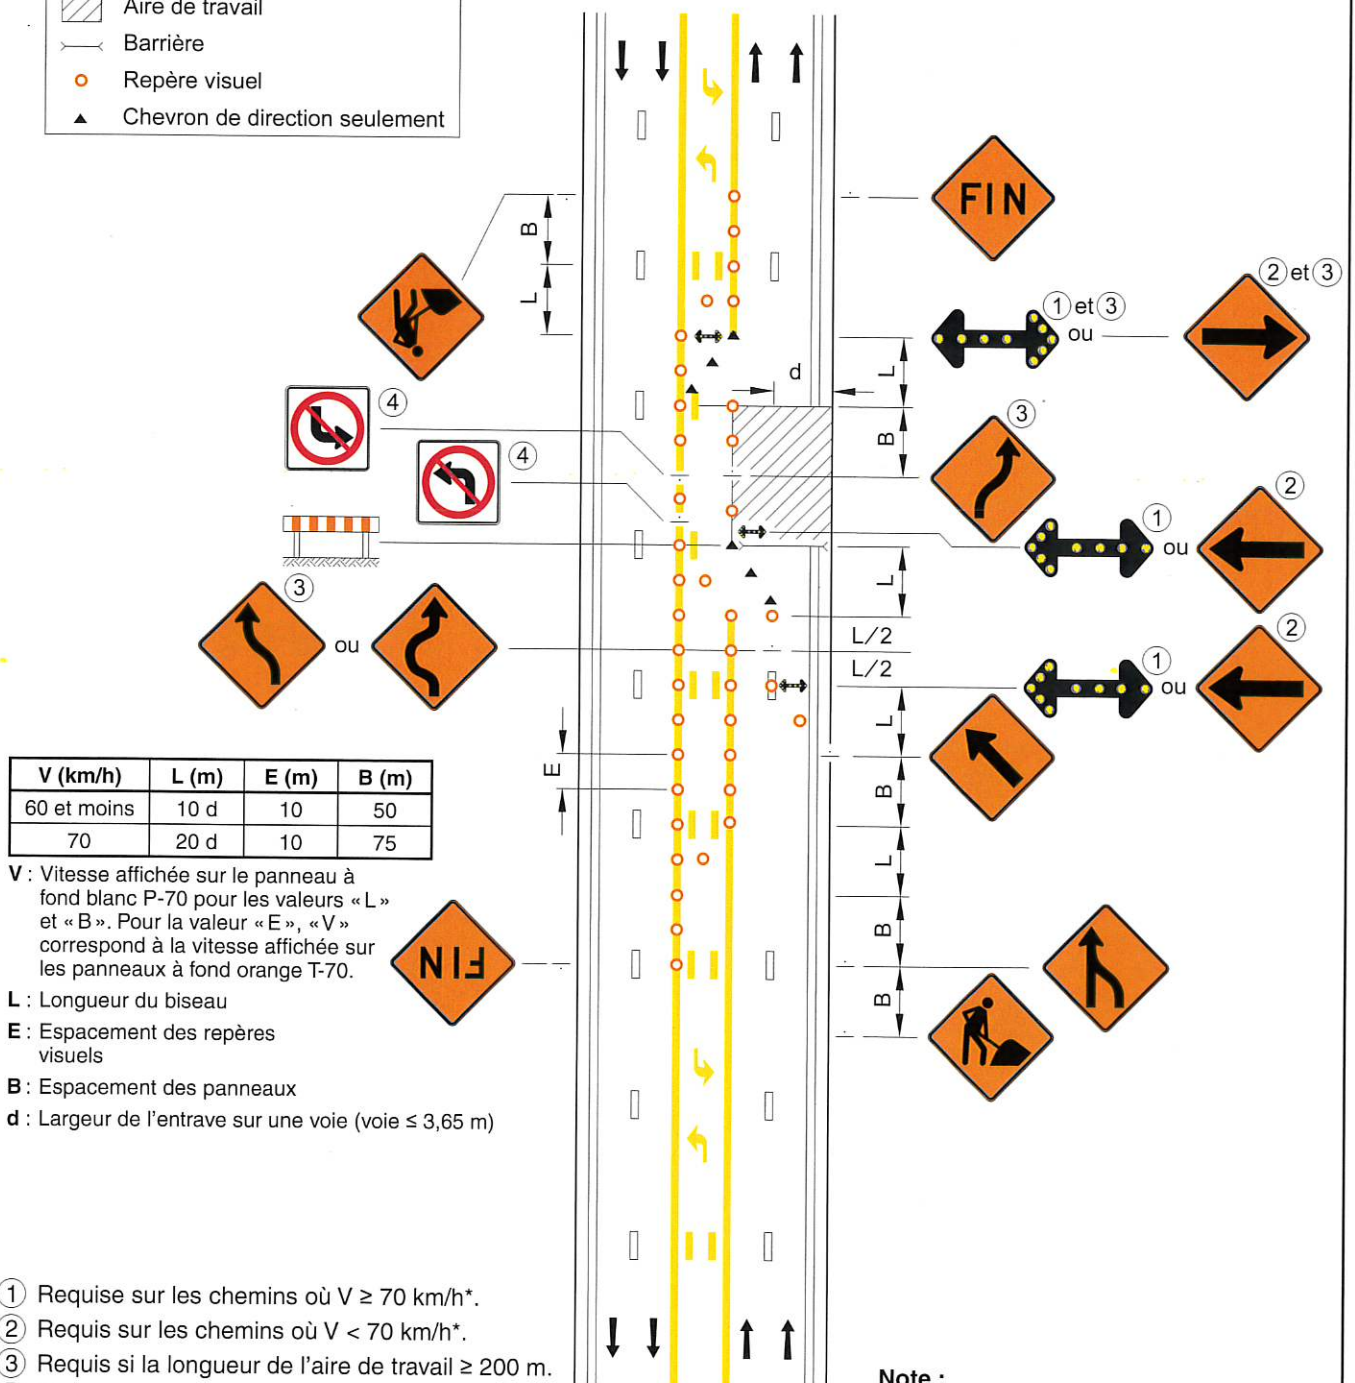 Aire de travail
Barrière
Repère visuel
Chevron de direction seulement
B
L
FIN
1 et 3
ou
2 et 3
d
L
B
3
4
4
1
ou
2
3
ou
L
L/2
L/2
1
ou
2
L
E
B
L
B
B
FIN
V (km/h) L (m) E (m) B (m)
60 et moins 10 d 10 50
70 20 d 10 75
V : Vitesse affichée sur le panneau à
fond blanc P-70 pour les valeurs « L »
et « B ». Pour la valeur « E », « V »
correspond à la vitesse affichée sur
les panneaux à fond orange T-70.
L : Longueur du biseau
E : Espacement des repères
visuels
B : Espacement des panneaux
d : Largeur de l'entrave sur une voie (voie ≤ 3,65 m)
1 Requise sur les chemins où V ≥ 70 km/h*.
2 Requis sur les chemins où V < 70 km/h*.
3 Requis si la longueur de l'aire de travail ≥ 200 m.
Note :